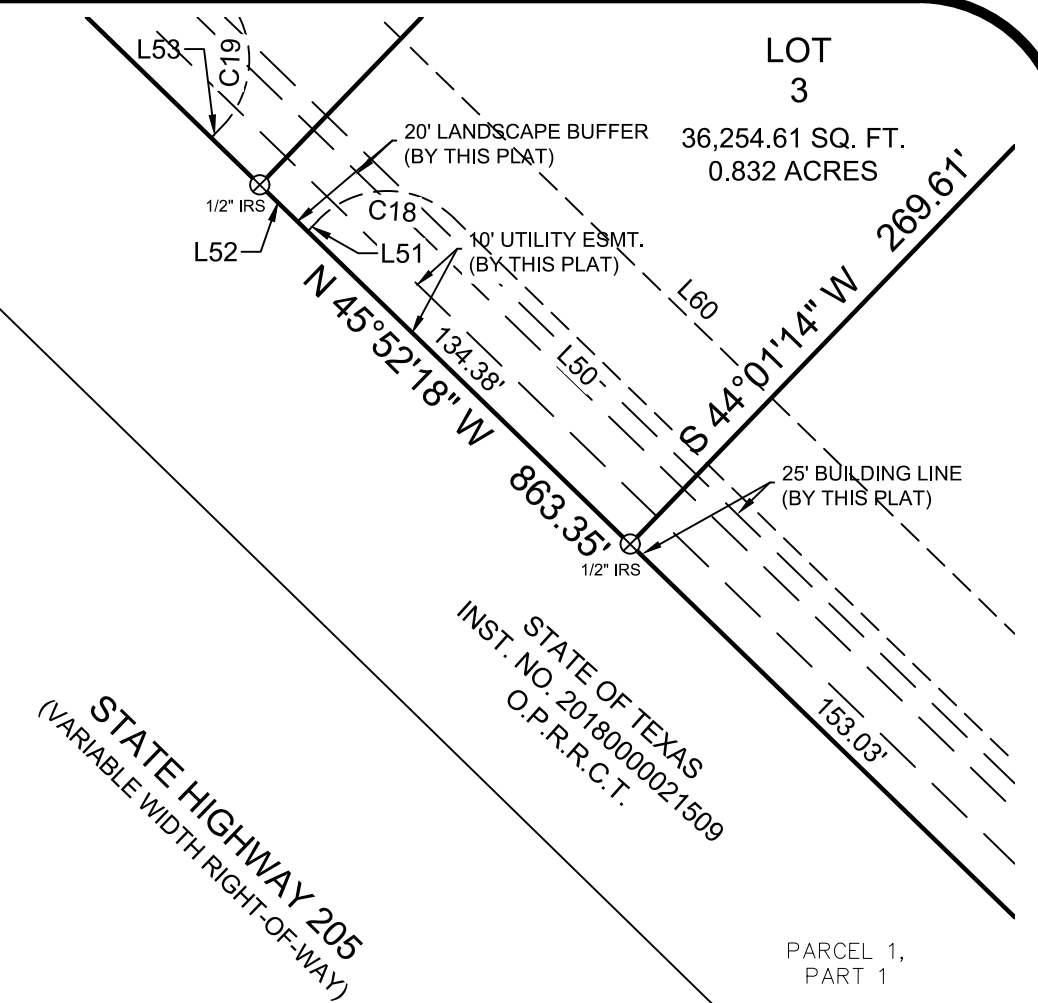 LOT
3
36,254.61 SQ. FT.
0.832 ACRES
L53
C19
20' LANDSCAPE BUFFER
(BY THIS PLAT)
1/2" IRS
C18
L52
L51
10' UTILITY ESMT.
(BY THIS PLAT)
L60
S 44°01'14" W 269.61'
N 45°52'18" W 863.35'
134.38'
L50
25' BUILDING LINE
(BY THIS PLAT)
1/2" IRS
STATE OF TEXAS
INST. NO. 20180000021509
O.P.R.R.C.T.
153.03'
STATE HIGHWAY 205
(VARIABLE WIDTH RIGHT-OF-WAY)
PARCEL 1,
PART 1